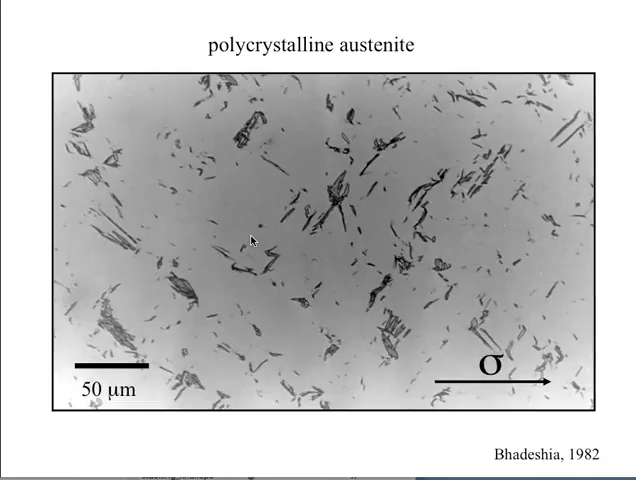 polycrystalline austenite
50 μm
σ
Bhadeshia, 1982